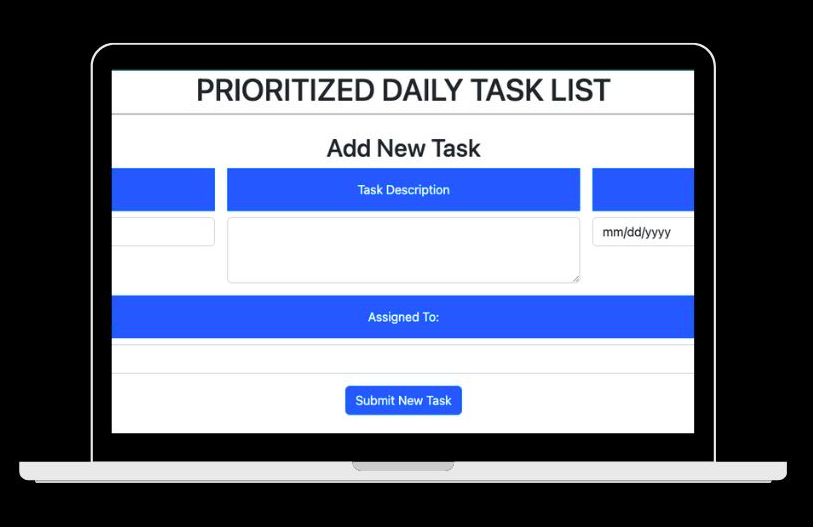 PRIORITIZED DAILY TASK LIST
Add New Task
Task Description
mm/dd/yyyy
Assigned To:
Submit New Task